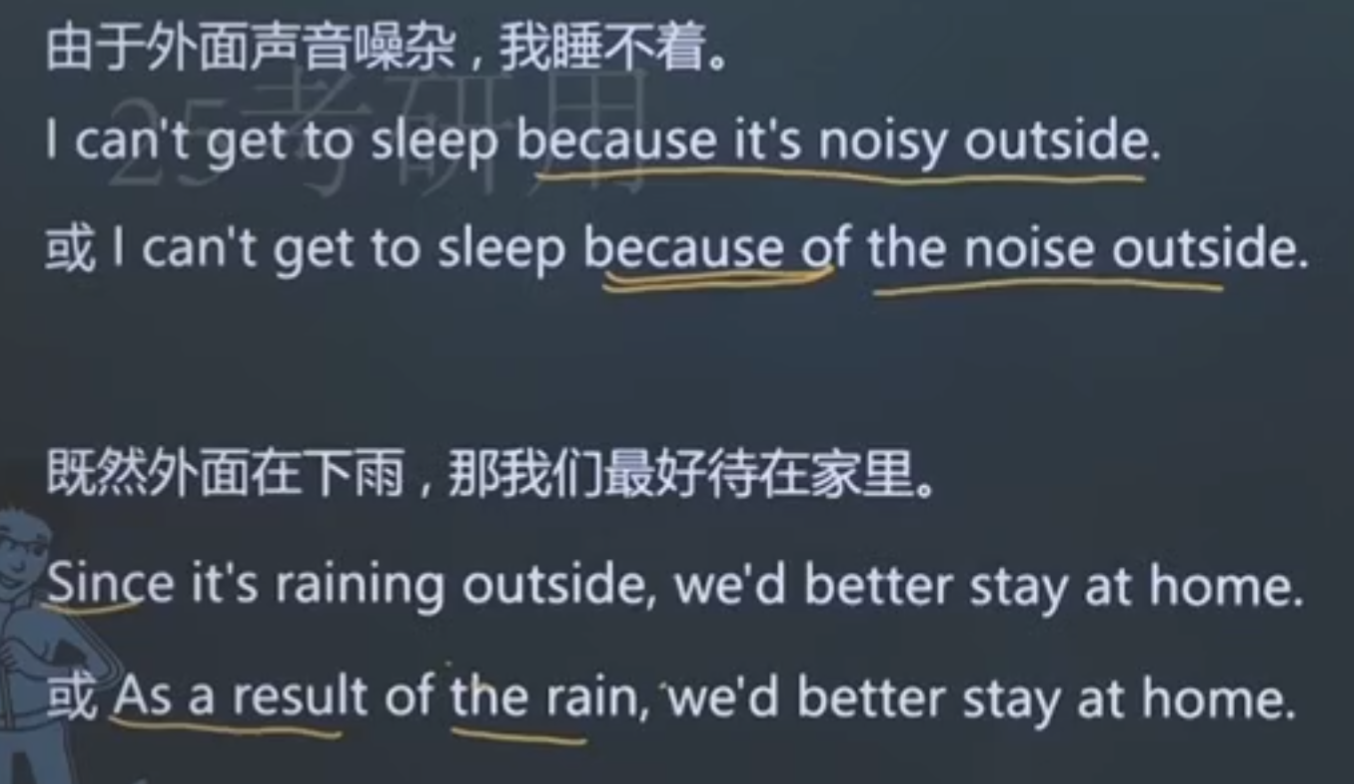 由于外面声音噪杂，我睡不着。
25考研用
I can't get to sleep because it's noisy outside.
或 I can't get to sleep because of the noise outside.
既然外面在下雨，那我们最好待在家里。
Since it's raining outside, we'd better stay at home.
或 As a result of the rain, we'd better stay at home.